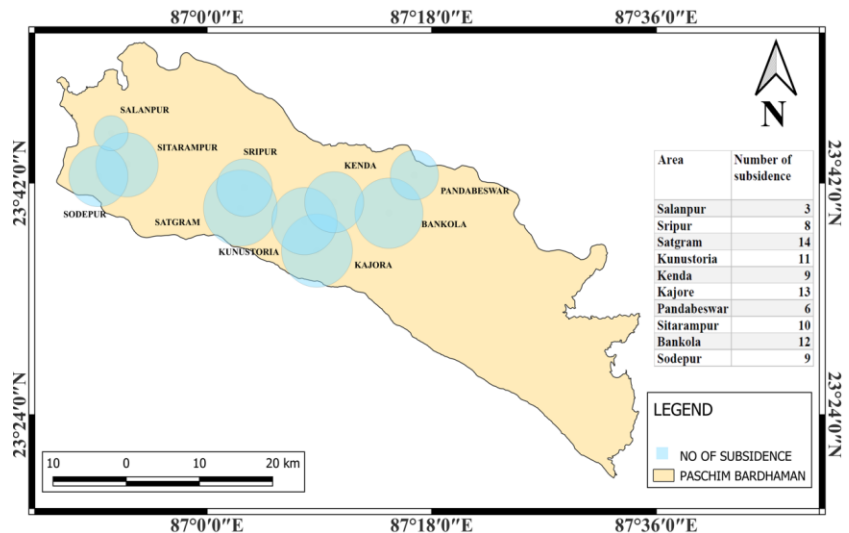 87°0′0″E 87°18′0″E 87°36′0″E
N
SALANPUR
SITARAMPUR
SRIPUR
KENDA
PANDABESWAR
SODEPUR
SATGRAM
BANKOLA
KUNUSTORIA
KAJORA
23°42′0″N
23°42′0″N
Area Number of
subsidence
Salanpur 3
Sripur 8
Satgram 14
Kunustoria 11
Kenda 9
Kajore 13
Pandabeswar 6
Sitarampur 10
Bankola 12
Sodepur 9
23°24′0″N
23°24′0″N
LEGEND
NO OF SUBSIDENCE
PASCHIM BARDHAMAN
10 0 10 20 km
87°0′0″E 87°18′0″E 87°36′0″E